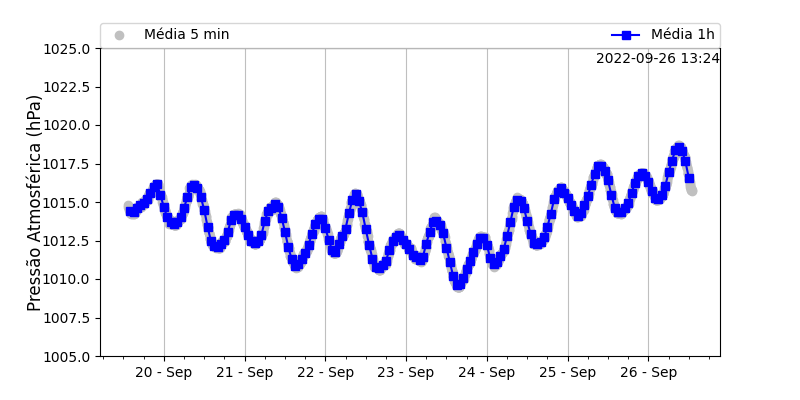 Média 5 min
Média 1h
2022-09-26 13:24
Pressão Atmosférica (hPa)
1025.0
1022.5
1020.0
1017.5
1015.0
1012.5
1010.0
1007.5
1005.0
20 - Sep
21 - Sep
22 - Sep
23 - Sep
24 - Sep
25 - Sep
26 - Sep